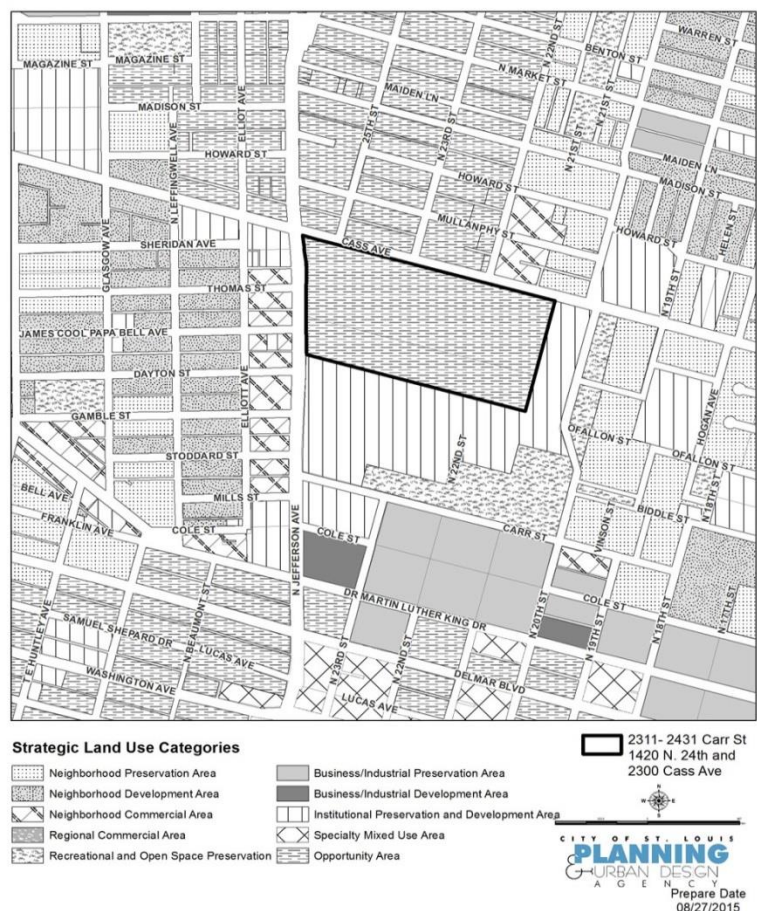 WARREN ST
BENTON ST
N 22ND ST
N MARKET ST
MAGAZINE ST
MAGAZINE ST
MAIDEN LN
N 21ST ST
N 21ST ST
MADISON ST
ELLIOT AVE
25TH ST
N 23RD ST
MAIDEN LN
MADISON ST
N LEFFINGWELL AVE
HOWARD ST
HOWARD ST
HOWARD ST
HELEN ST
MULLANPHY ST
CASS AVE
GLASGOW AVE
SHERIDAN AVE
N 19TH ST
THOMAS ST
JAMES COOL PAPA BELL AVE
DAYTON ST
ELLIOTT AVE
GAMBLE ST
HOGAN AVE
OFALLON ST
OFALLON ST
STODDARD ST
N 22ND ST
BELL AVE
MILLS ST
BIDDLE ST
N 18TH ST
FRANKLIN AVE
COLE ST
N JEFFERSON AVE
COLE ST
CARR ST
VINSON ST
COLE ST
DR MARTIN LUTHER KING DR
N 20TH ST
N 19TH ST
N 18TH ST
N 17TH ST
SAMUEL SHEPARD DR
N BEAUMONT ST
LUCAS AVE
T E HUNTLEY AVE
WASHINGTON AVE
N 23RD ST
N 22ND ST
DELMAR BLVD
LUCAS AVE
Strategic Land Use Categories
Neighborhood Preservation Area
Neighborhood Development Area
Neighborhood Commercial Area
Regional Commercial Area
Recreational and Open Space Preservation
Business/Industrial Preservation Area
Business/Industrial Development Area
Institutional Preservation and Development Area
Specialty Mixed Use Area
Opportunity Area
2311- 2431 Carr St
1420 N. 24th and
2300 Cass Ave
N
W E
S
CITY OF ST. LOUIS
PLANNING
& URBAN DESIGN
AGENCY
Prepare Date
08/27/2015